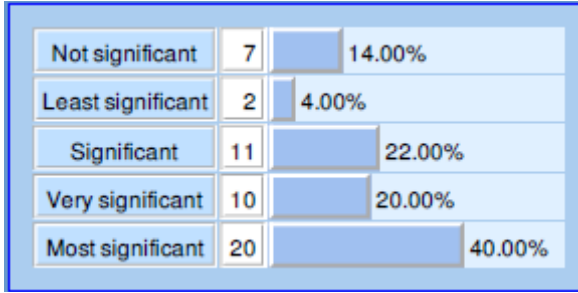 Not significant 7 14.00%
Least significant 2 4.00%
Significant 11 22.00%
Very significant 10 20.00%
Most significant 20 40.00%